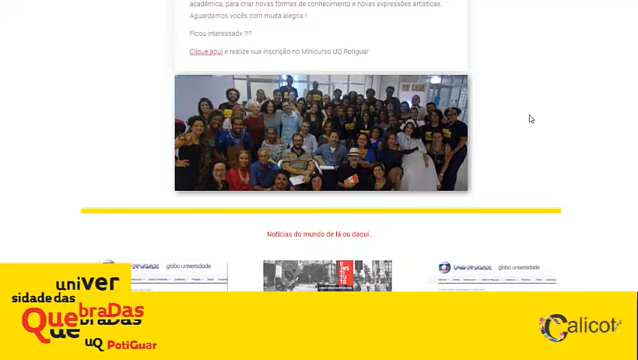 acadêmica, para criar novas formas de conhecimento e novas expressões artísticas.
Aguardamos vocês com muita alegria !
Ficou interessadx ?!?
Clique aqui e realize sua inscrição no Minicurso UQ Potiguar
Notícias do mundo de lá ou daqui...
globo universidade
globo universidade
O INSTITUTO
univer
sidade das
QuebraDas
QuebraDas
uQ PotiGuar
Calicot